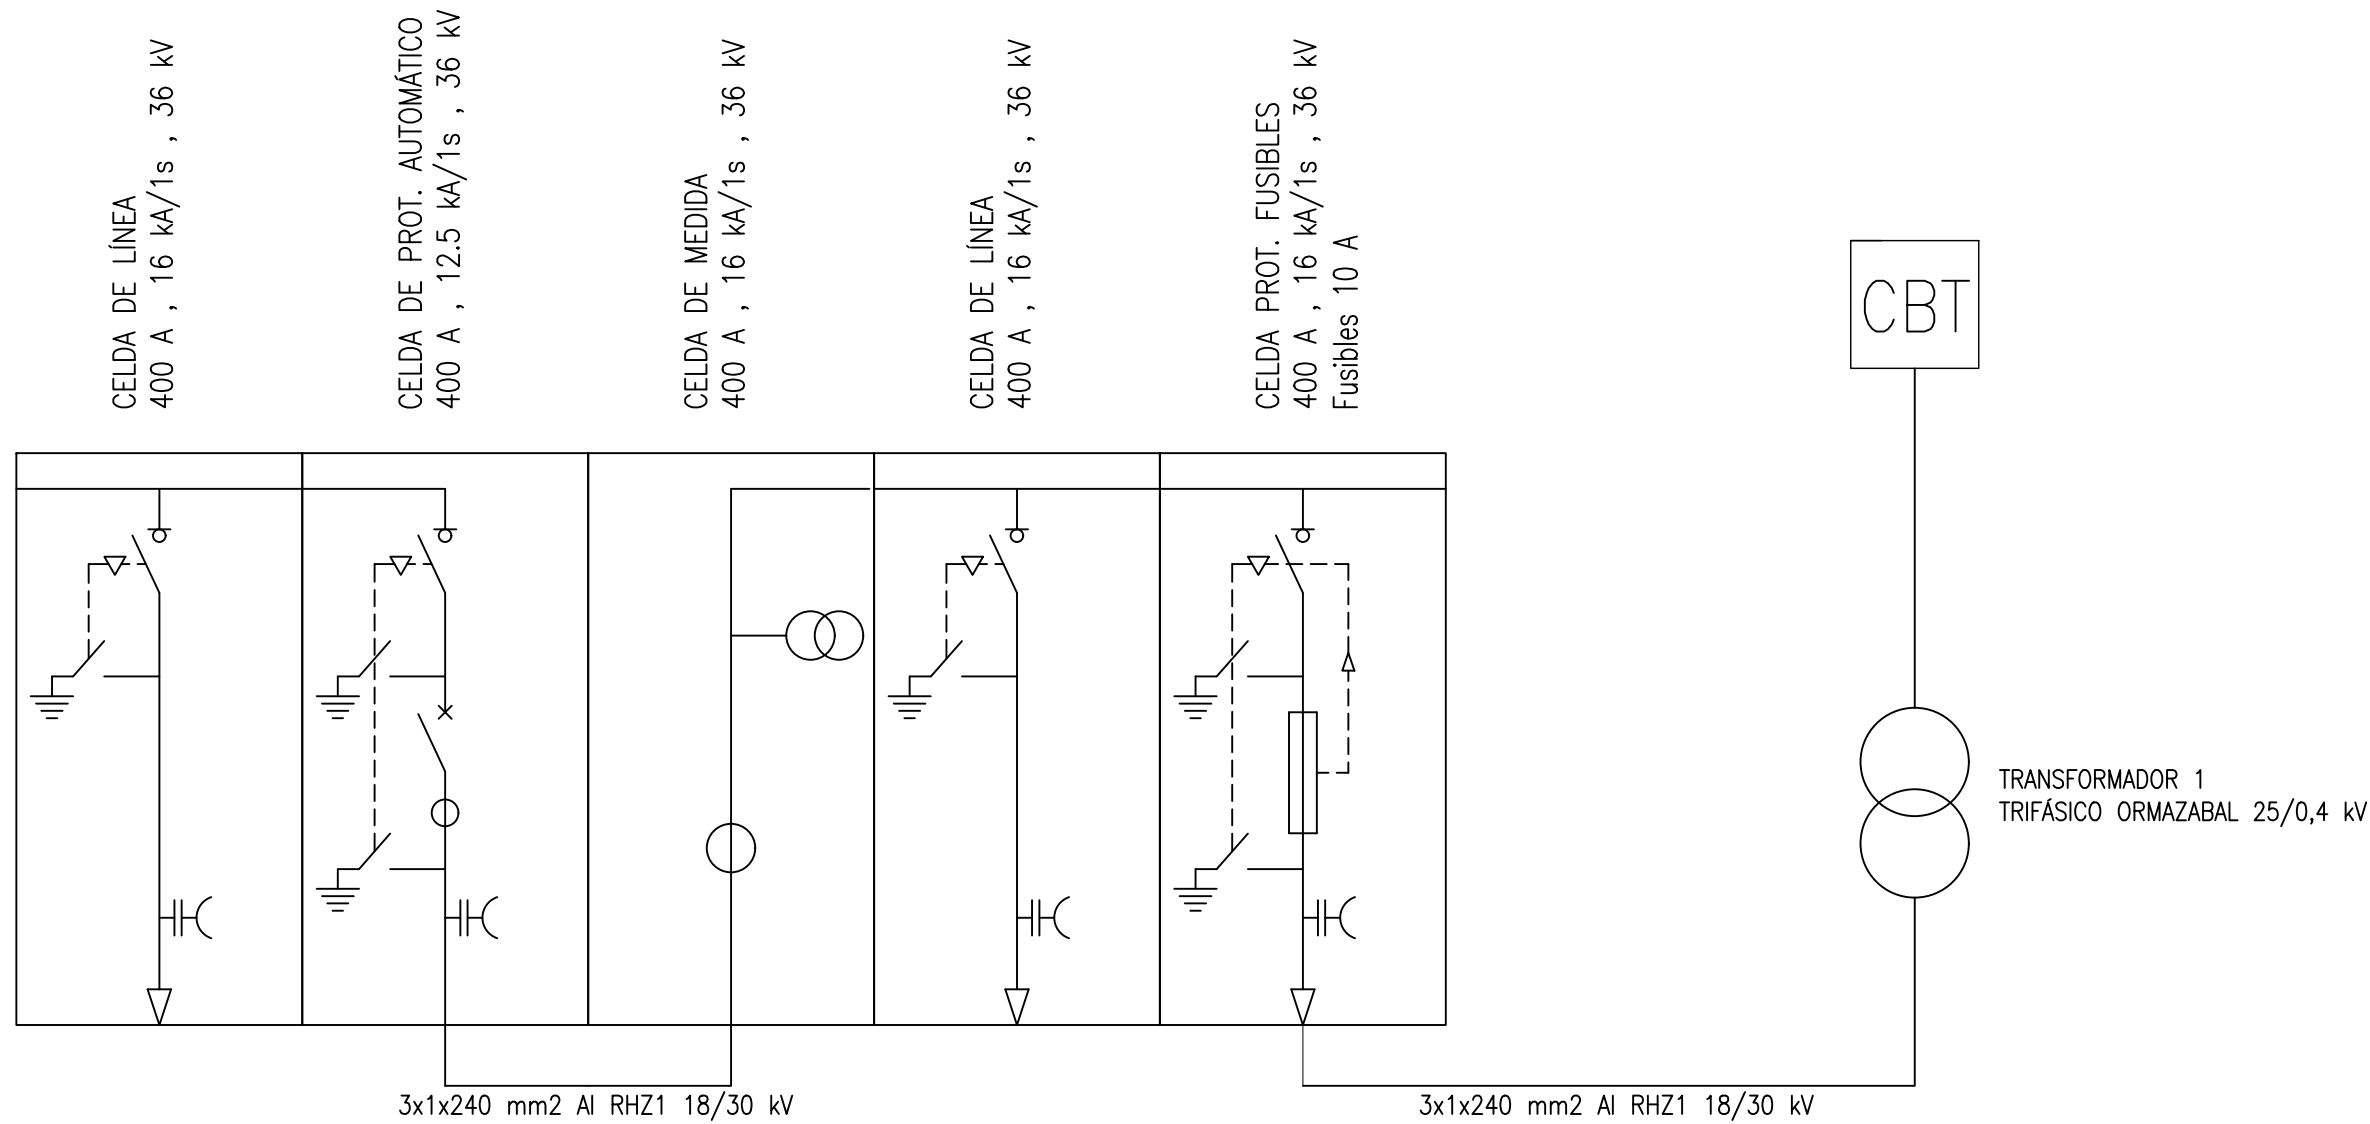 CELDA DE LÍNEA
400 A , 16 kA/1s , 36 kV
CELDA DE PROT. AUTOMÁTICO
400 A , 12.5 kA/1s , 36 kV
CELDA DE MEDIDA
400 A , 16 kA/1s , 36 kV
CELDA DE LÍNEA
400 A , 16 kA/1s , 36 kV
CELDA PROT. FUSIBLES
400 A , 16 kA/1s , 36 kV
Fusibles 10 A
CBT
TRANSFORMADOR 1
TRIFÁSICO ORMAZABAL 25/0,4 kV
3x1x240 mm2 Al RHZ1 18/30 kV
3x1x240 mm2 Al RHZ1 18/30 kV